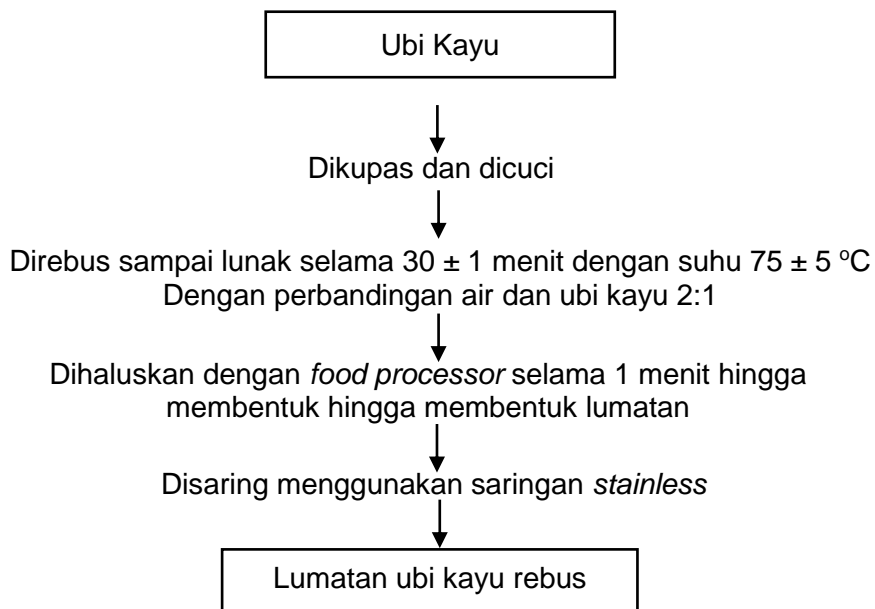 Ubi Kayu
Dikupas dan dicuci
Direbus sampai lunak selama 30 ± 1 menit dengan suhu 75 ± 5 ºC
Dengan perbandingan air dan ubi kayu 2:1
Dihaluskan dengan food processor selama 1 menit hingga
membentuk hingga membentuk lumatan
Disaring menggunakan saringan stainless
Lumatan ubi kayu rebus